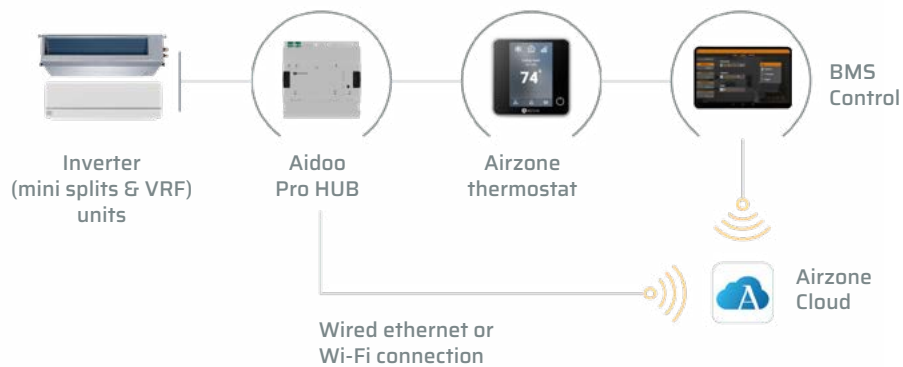 74°
BMS
Control
Inverter
(mini splits & VRF)
units
Aidoo
Pro HUB
Airzone
thermostat
Airzone
Cloud
Wired ethernet or
Wi-Fi connection